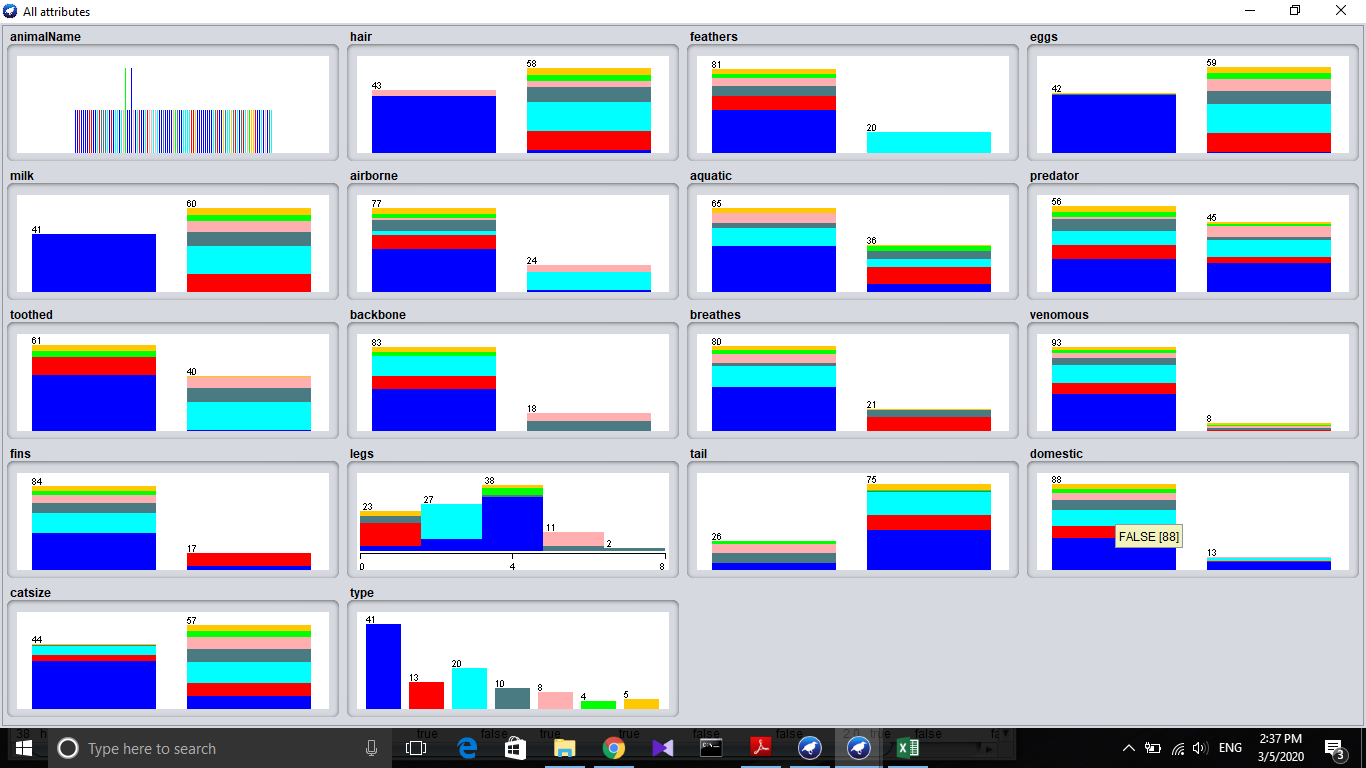 All attributes
animalName hair feathers eggs
43 58 81 20 42 59
milk airborne aquatic predator
41 60 77 24 65 36 56 45
toothed backbone breathes venomous
61 40 83 18 80 21 93 8
fins legs tail domestic
84 17 23 27 38 11 2 26 75 88 13
FALSE [88]
0 4 8
catsize type
44 57 41 13 20 10 8 4 5
38 h true false true true false false 2.0 true false fa
Type here to search
ENG
2:37 PM
3/5/2020
3